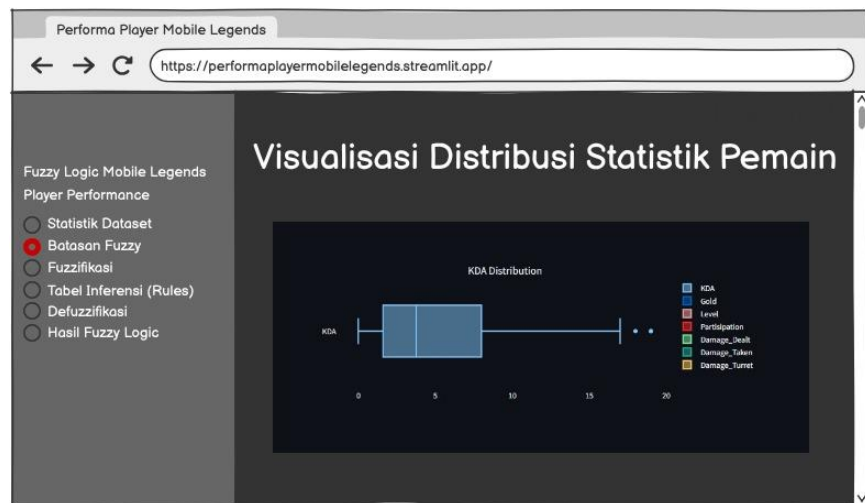 Performa Player Mobile Legends
https://performaplayermobilelegends.streamlit.app/
Fuzzy Logic Mobile Legends
Player Performance
Statistik Dataset
Batasan Fuzzy
Fuzzifikasi
Tabel Inferensi (Rules)
Defuzzifikasi
Hasil Fuzzy Logic
Visualisasi Distribusi Statistik Pemain
KDA Distribution
KDA
0 5 10 15 20
KDA
Gold
Level
Partisipation
Damage_Dealt
Damage_Taken
Damage_Turret